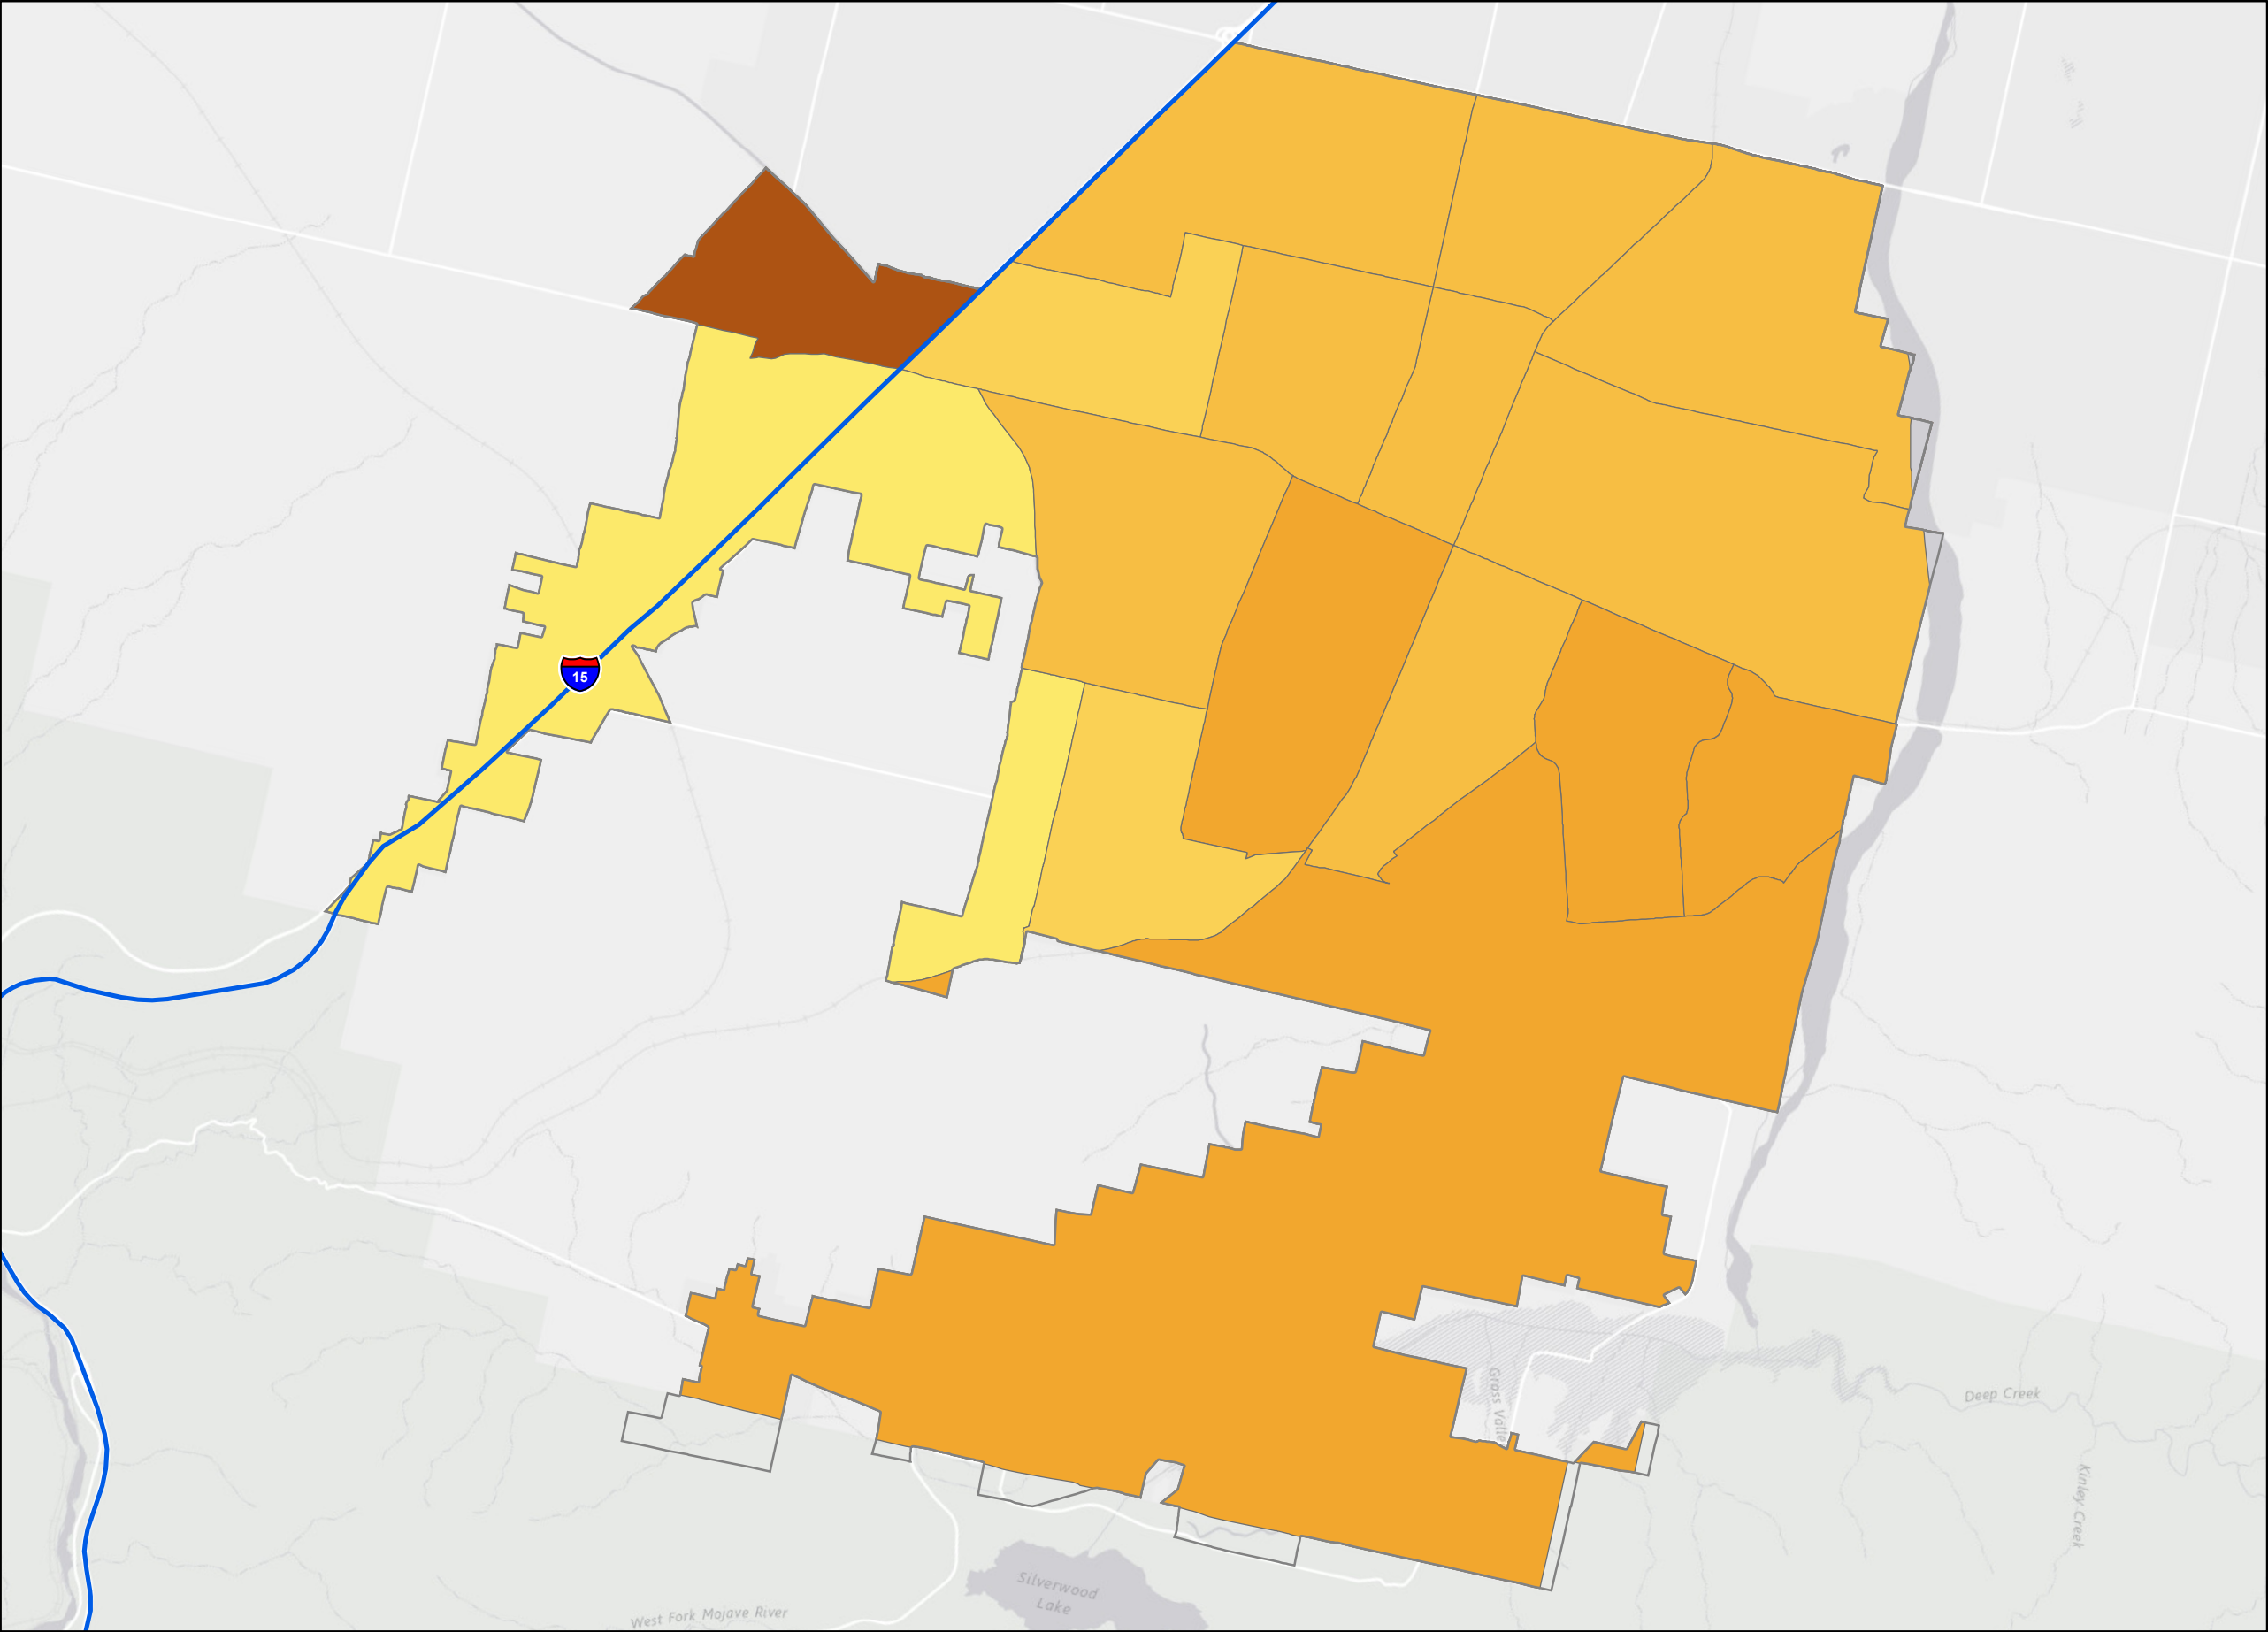 15
Grass Valle
Deep Creek
Kinley Creek
Silverwood
Lake
West Fork Mojave River